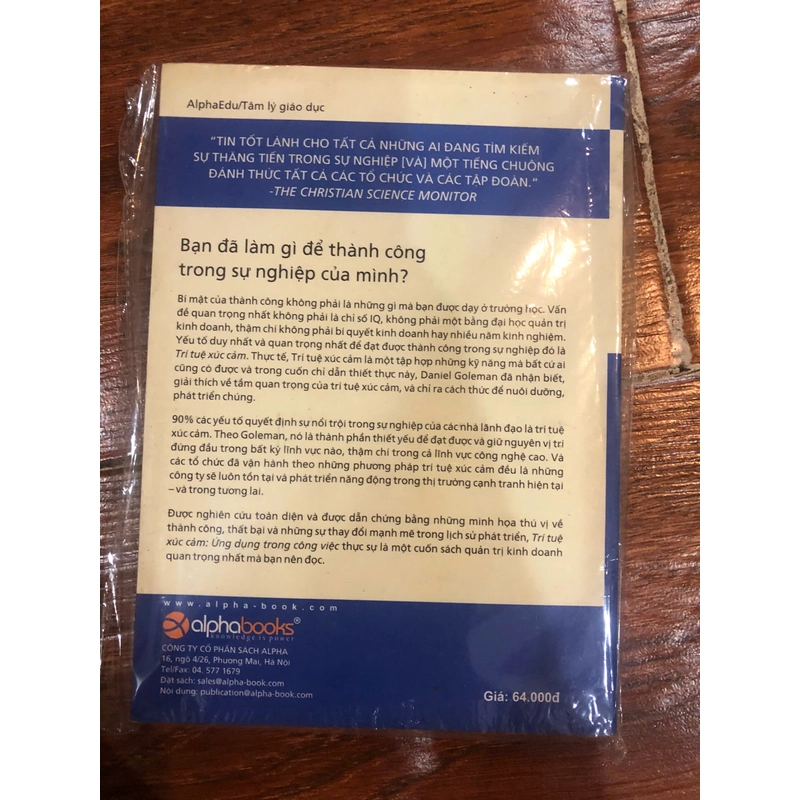 AlphaEdu/Tâm lý giáo dục
"TIN TỐT LÀNH CHO TẤT CẢ NHỮNG AI ĐANG TÌM KIẾM
SỰ THĂNG TIẾN TRONG SỰ NGHIỆP [VÀ] MỘT TIẾNG CHUÔNG
ĐÁNH THỨC TẤT CẢ CÁC TỔ CHỨC VÀ CÁC TẬP ĐOÀN."
-THE CHRISTIAN SCIENCE MONITOR
Bạn đã làm gì để thành công
trong sự nghiệp của mình?
Bí mật của thành công không phải là những gì mà bạn được dạy ở trường học. Vấn
đề quan trọng nhất không phải là chỉ số IQ, không phải một bằng đại học quản trị
kinh doanh, thậm chí không phải bí quyết kinh doanh hay nhiều năm kinh nghiệm.
Yếu tố duy nhất và quan trọng nhất để đạt được thành công trong sự nghiệp đó là
Trí tuệ xúc cảm. Thực tế, Trí tuệ xúc cảm là một tập hợp những kỹ năng mà bất cứ ai
cũng có được và trong cuốn chỉ dẫn thiết thực này, Daniel Goleman đã nhận biết,
giải thích về tầm quan trọng của trí tuệ xúc cảm, và chỉ ra cách thức để nuôi dưỡng,
phát triển chúng.
90% các yếu tố quyết định sự nổi trội trong sự nghiệp của các nhà lãnh đạo là trí tuệ
xúc cảm. Theo Goleman, nó là thành phần thiết yếu để đạt được và giữ nguyên vị trí
đứng đầu trong bất kỳ lĩnh vực nào, thậm chí trong cả lĩnh vực công nghệ cao. Và
các tổ chức đã vận hành theo những phương pháp trí tuệ xúc cảm đều là những
công ty sẽ luôn tồn tại và phát triển năng động trong thị trường cạnh tranh hiện tại
– và trong tương lai.
Được nghiên cứu toàn diện và được dẫn chứng bằng những minh họa thú vị về
thành công, thất bại và những sự thay đổi mạnh mẽ trong lịch sử phát triển, Trí tuệ
xúc cảm: Ứng dụng trong công việc thực sự là một cuốn sách quản trị kinh doanh
quan trọng nhất mà bạn nên đọc.
www.alpha-book.com
alphabooks®
knowledge is power
CÔNG TY CỔ PHẦN SÁCH ALPHA
16, ngõ 4/26, Phương Mai, Hà Nội
Tel/Fax: 04. 577 1679
Đặt sách: sales@alpha-book.com
Nội dung: publication@alpha-book.com
Giá: 64.000đ